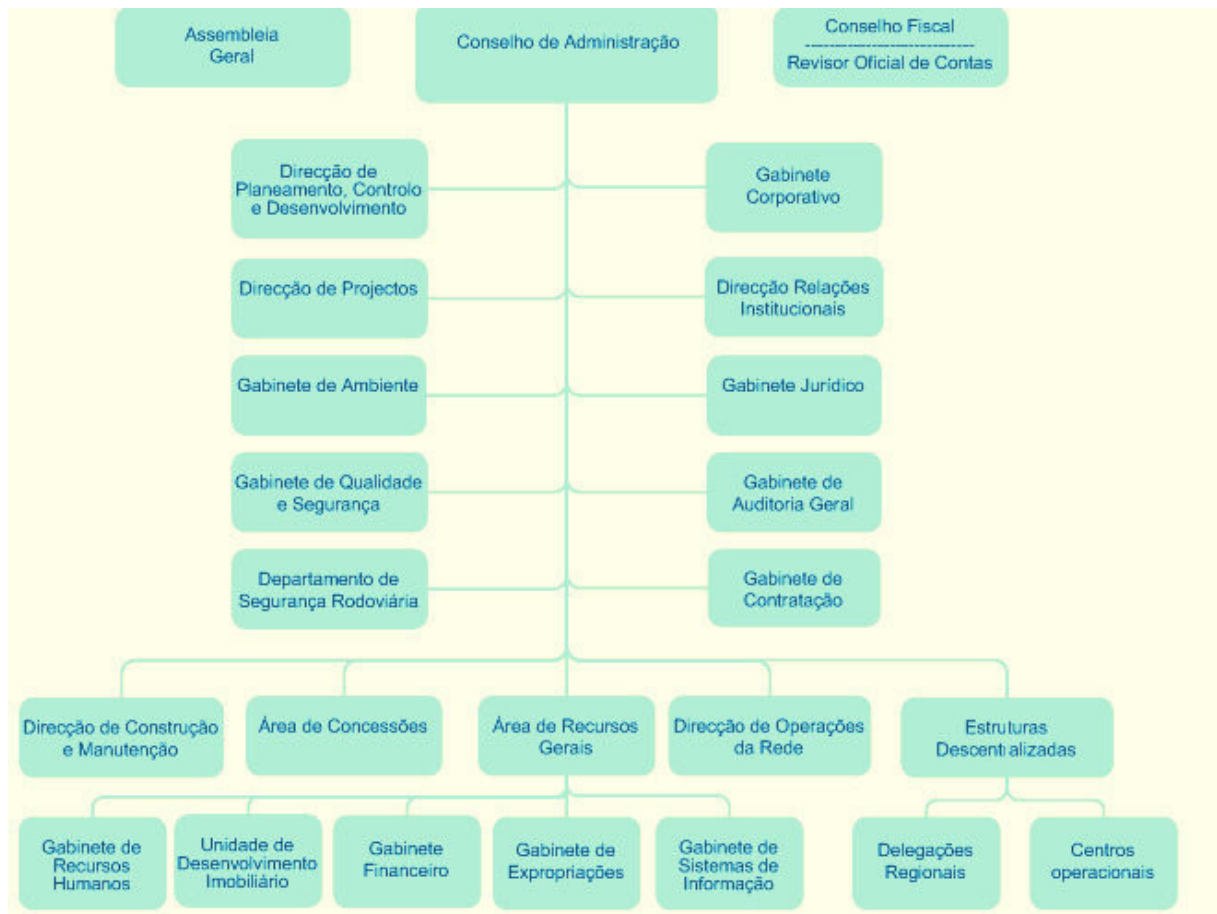 Assembleia
Geral
Conselho de Administração
Conselho Fiscal
--------------------------------
Revisor Oficial de Contas
Direcção de
Planeamento, Controlo
e Desenvolvimento
Gabinete
Corporativo
Direcção de Projectos
Direcção Relações
Institucionais
Gabinete de Ambiente
Gabinete Jurídico
Gabinete de Qualidade
e Segurança
Gabinete de
Auditoria Geral
Departamento de
Segurança Rodoviária
Gabinete de
Contratação
Direcção de Construção
e Manutenção
Área de Concessões
Área de Recursos
Gerais
Direcção de Operações
da Rede
Estruturas
Descentralizadas
Gabinete de
Recursos
Humanos
Unidade de
Desenvolvimento
Imobiliário
Gabinete
Financeiro
Gabinete de
Expropriações
Gabinete de
Sistemas de
Informação
Delegações
Regionais
Centros
operacionais